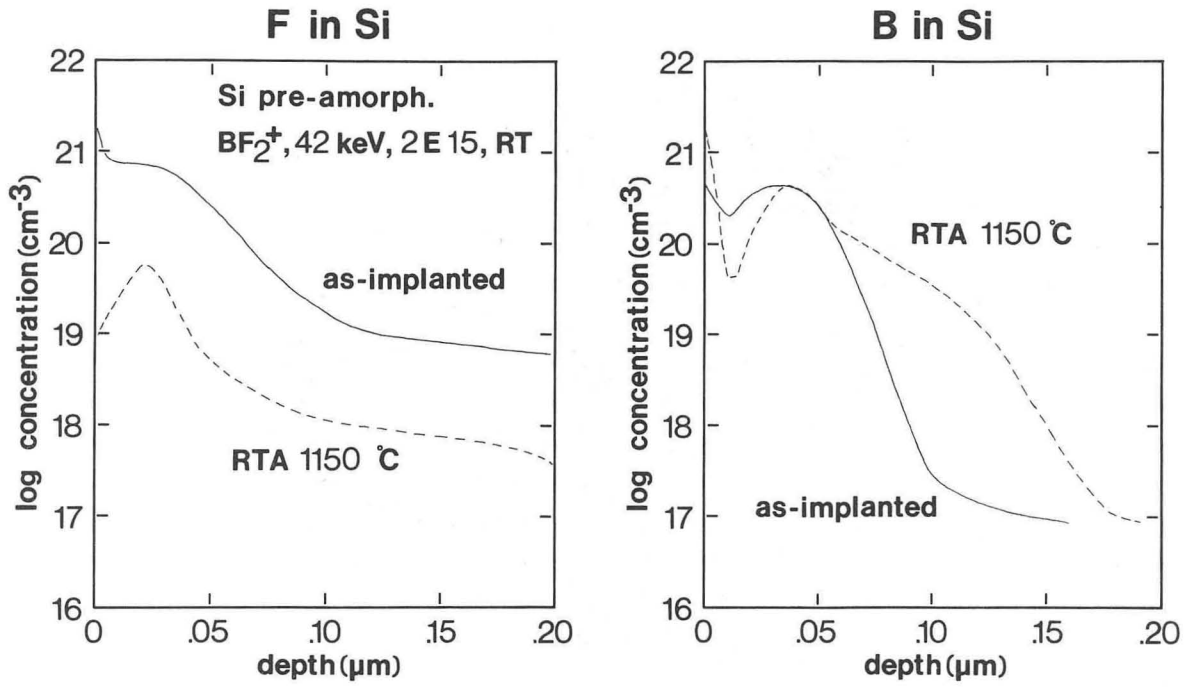 F in Si
22
21
20
19
18
17
16
log concentration (cm-3)
Si pre-amorph.
BF2+, 42 keV, 2 E 15, RT
as-implanted
RTA 1150 °C
0 .05 .10 .15 .20
depth (µm)
B in Si
22
21
20
19
18
17
16
log concentration (cm-3)
RTA 1150 °C
as-implanted
0 .05 .10 .15 .20
depth (µm)